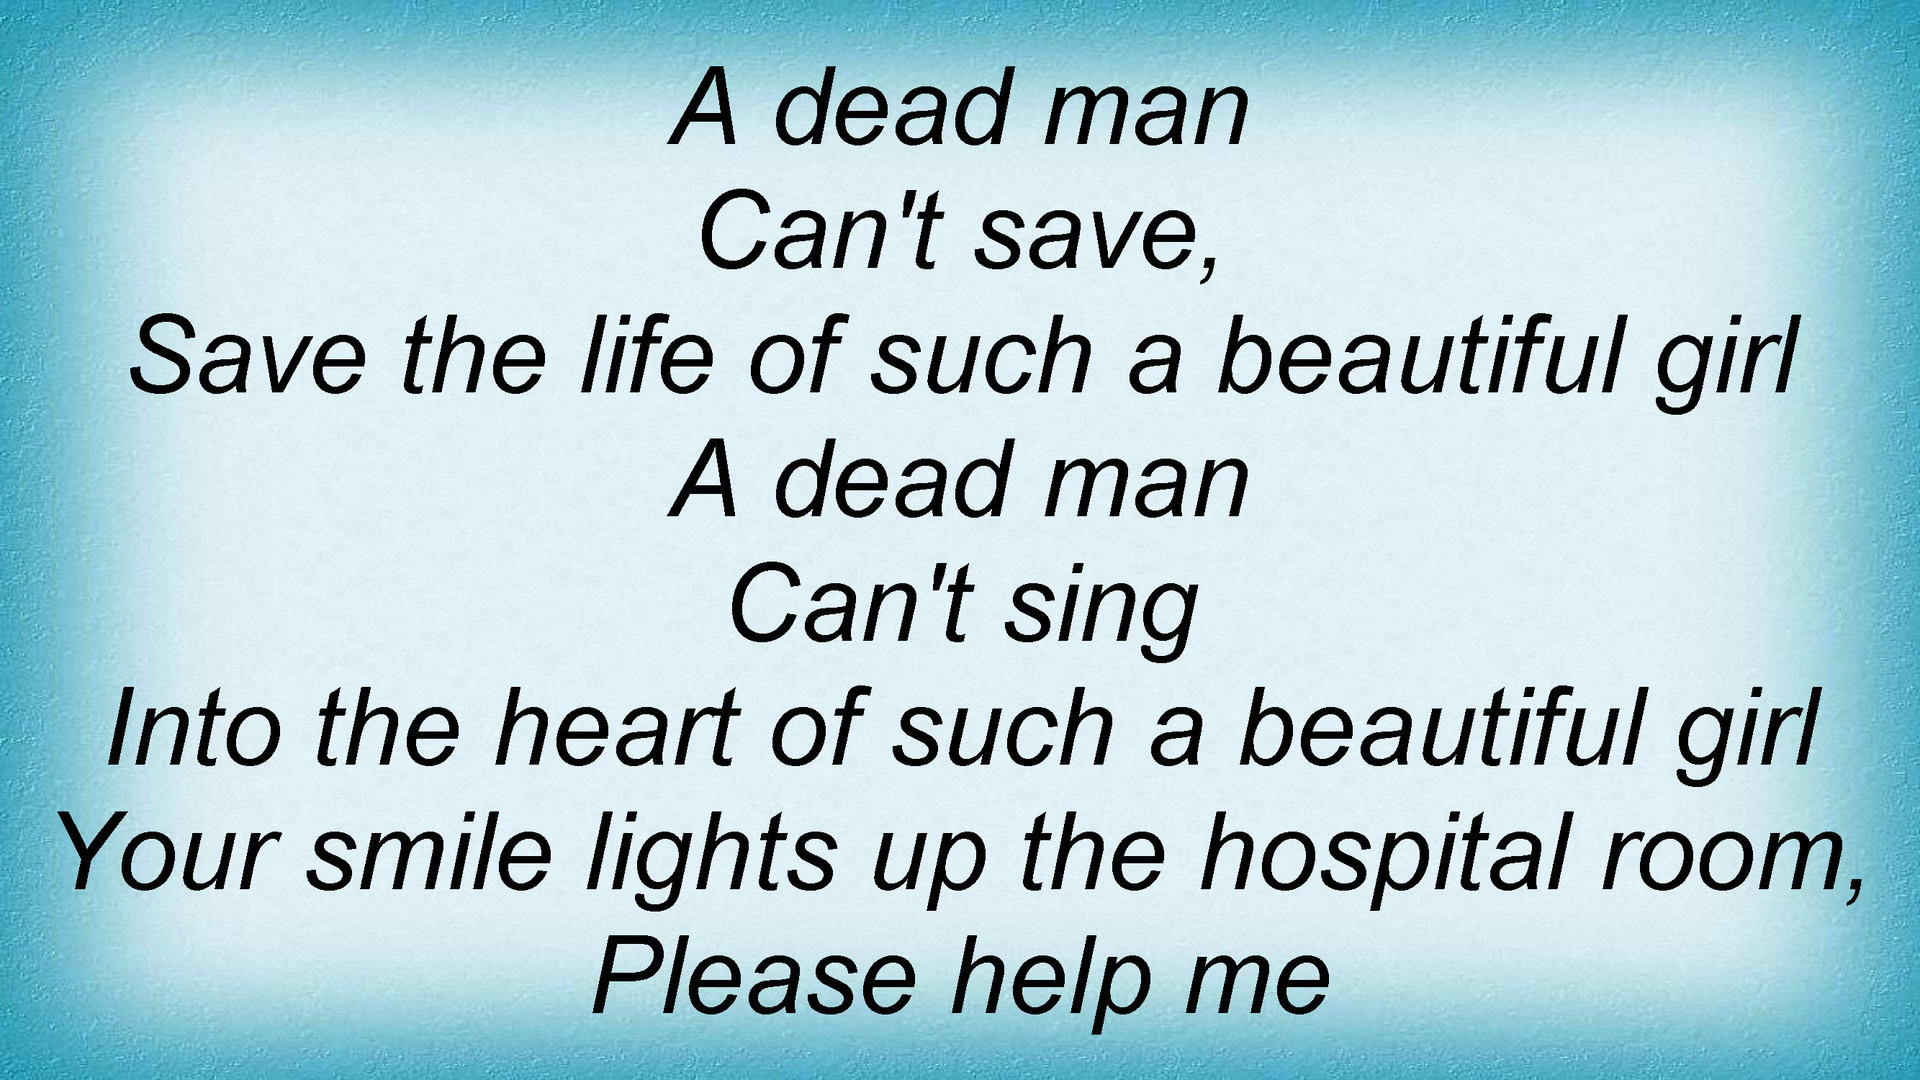 A dead man
Can't save,
Save the life of such a beautiful girl
A dead man
Can't sing
Into the heart of such a beautiful girl
Your smile lights up the hospital room,
Please help me